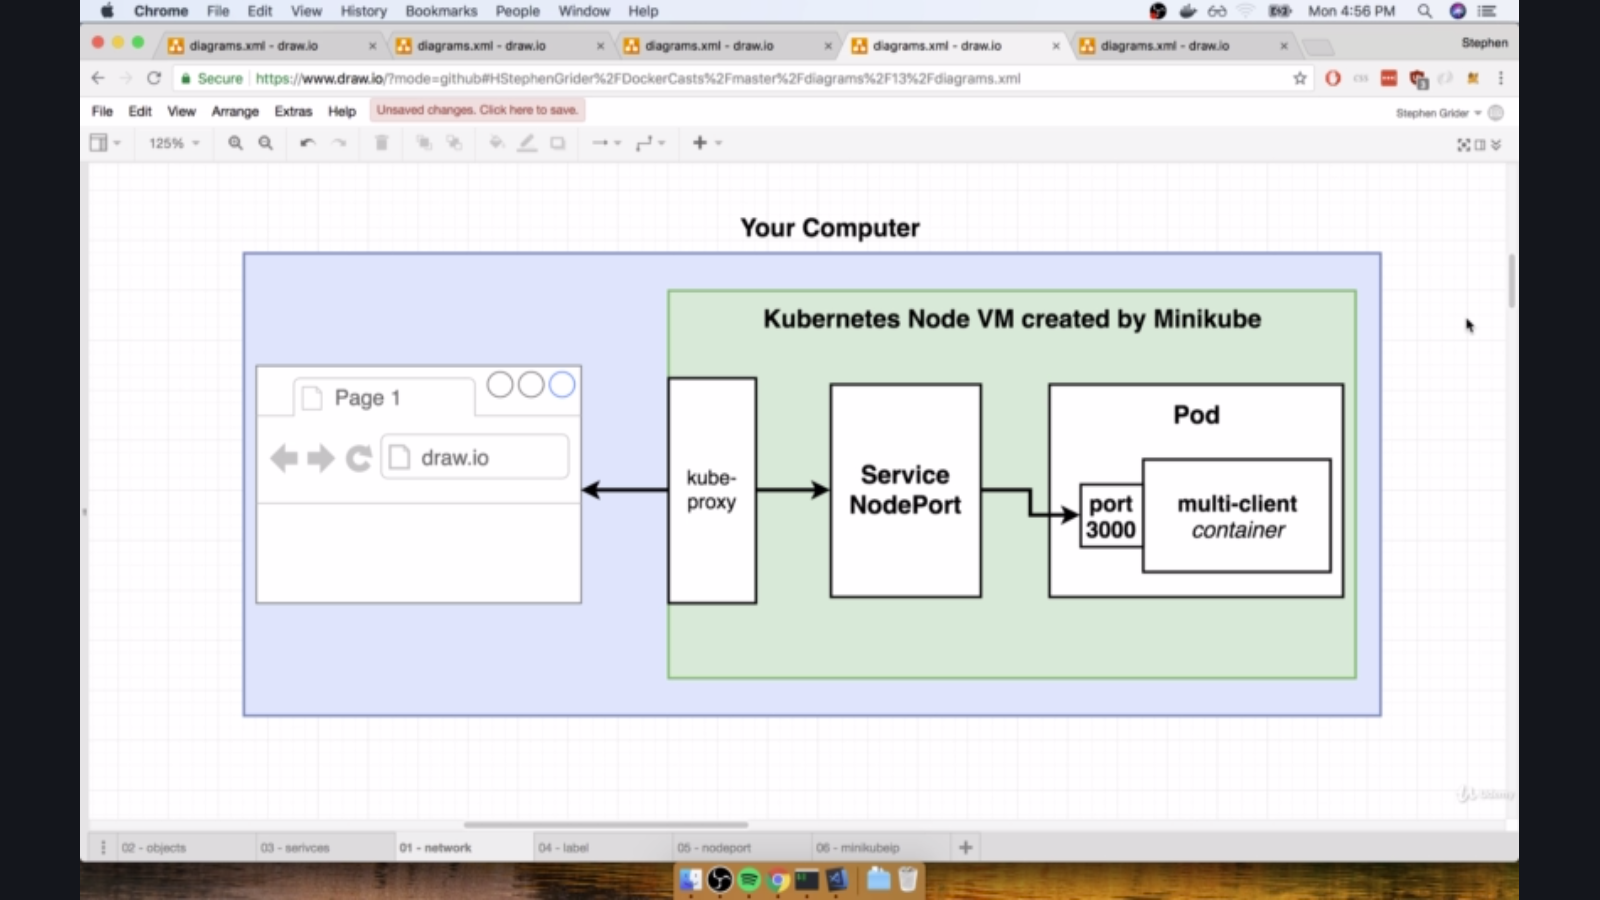 Chrome File Edit View History Bookmarks People Window Help Mon 4:56 PM
diagrams.xml - draw.io diagrams.xml - draw.io diagrams.xml - draw.io diagrams.xml - draw.io diagrams.xml - draw.io Stephen
Secure https://www.draw.io/?mode=github#HStephenGrider%2FDockerCasts%2Fmaster%2Fdiagrams%2F13%2Fdiagrams.xml
File Edit View Arrange Extras Help Unsaved changes. Click here to save. Stephen Grider
125%
Your Computer
Kubernetes Node VM created by Minikube
Page 1
draw.io
kube-
proxy
Service
NodePort
Pod
port
3000
multi-client
container
Udemy
02 - objects 03 - serivces 01 - network 04 - label 05 - nodeport 06 - minikubeip